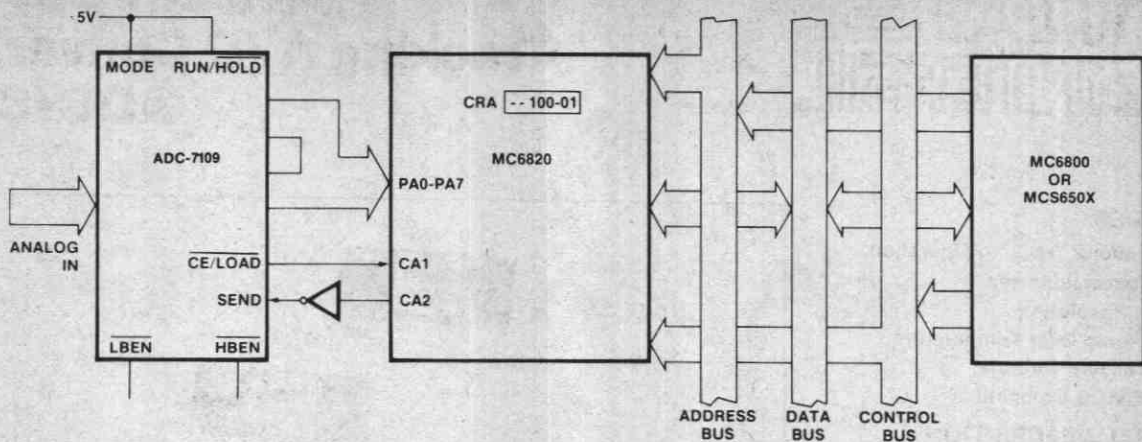 5V
MODE RUN/HOLD
ADC-7109
ANALOG
IN
CE/LOAD
SEND
LBEN HBEN
CRA - - 100-01
MC6820
PA0-PA7
CA1
CA2
MC6800
OR
MCS650X
ADDRESS
BUS
DATA
BUS
CONTROL
BUS